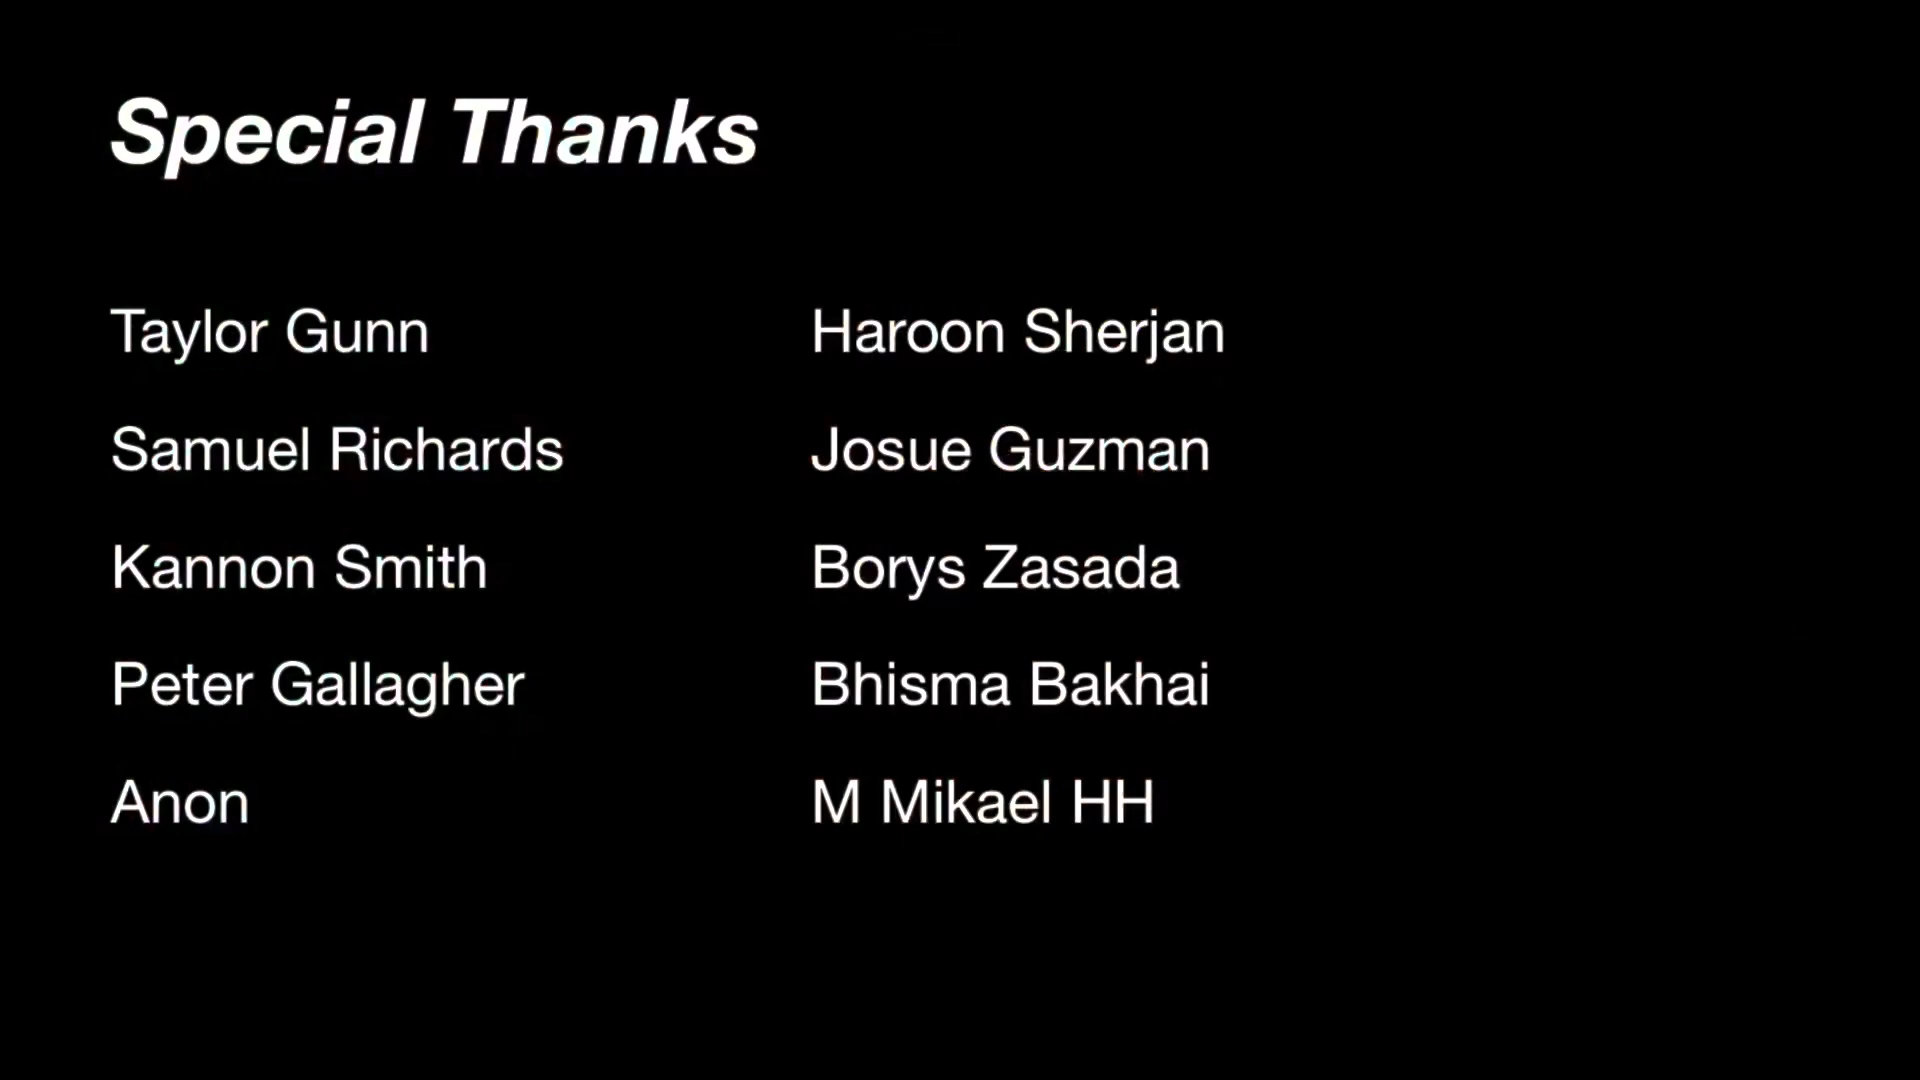 Special Thanks
Taylor Gunn
Samuel Richards
Kannon Smith
Peter Gallagher
Anon
Haroon Sherjan
Josue Guzman
Borys Zasada
Bhisma Bakhai
M Mikael HH